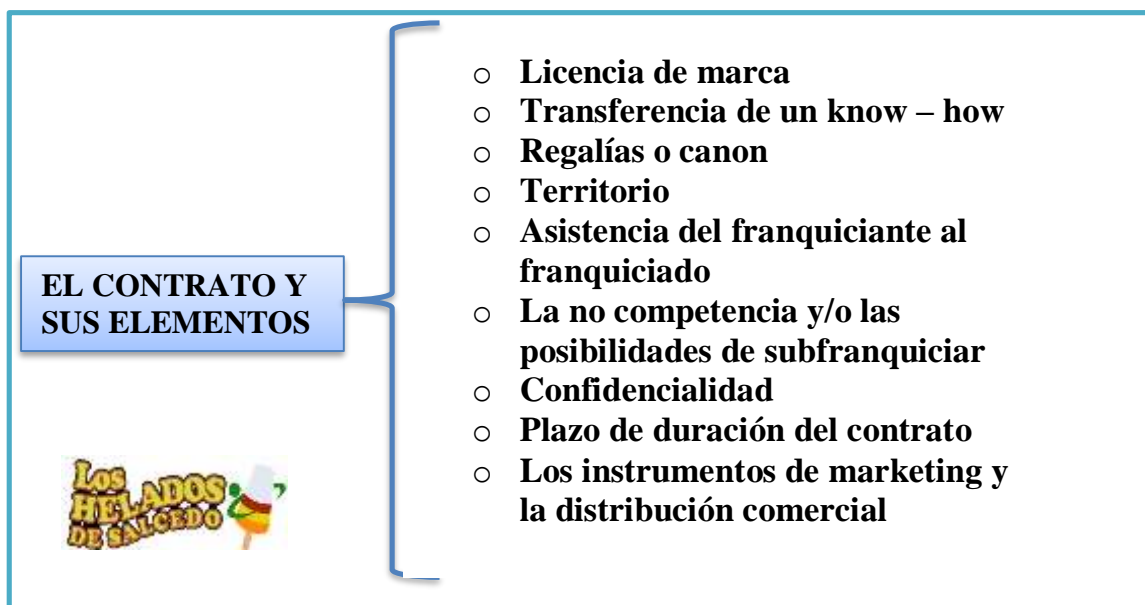 o Licencia de marca
o Transferencia de un know – how
o Regalías o canon
o Territorio
o Asistencia del franquiciante al
franquiciado
o La no competencia y/o las
posibilidades de subfranquiciar
o Confidencialidad
o Plazo de duración del contrato
o Los instrumentos de marketing y
la distribución comercial
EL CONTRATO Y
SUS ELEMENTOS
LOS
HELADOS
DE SALCEDO